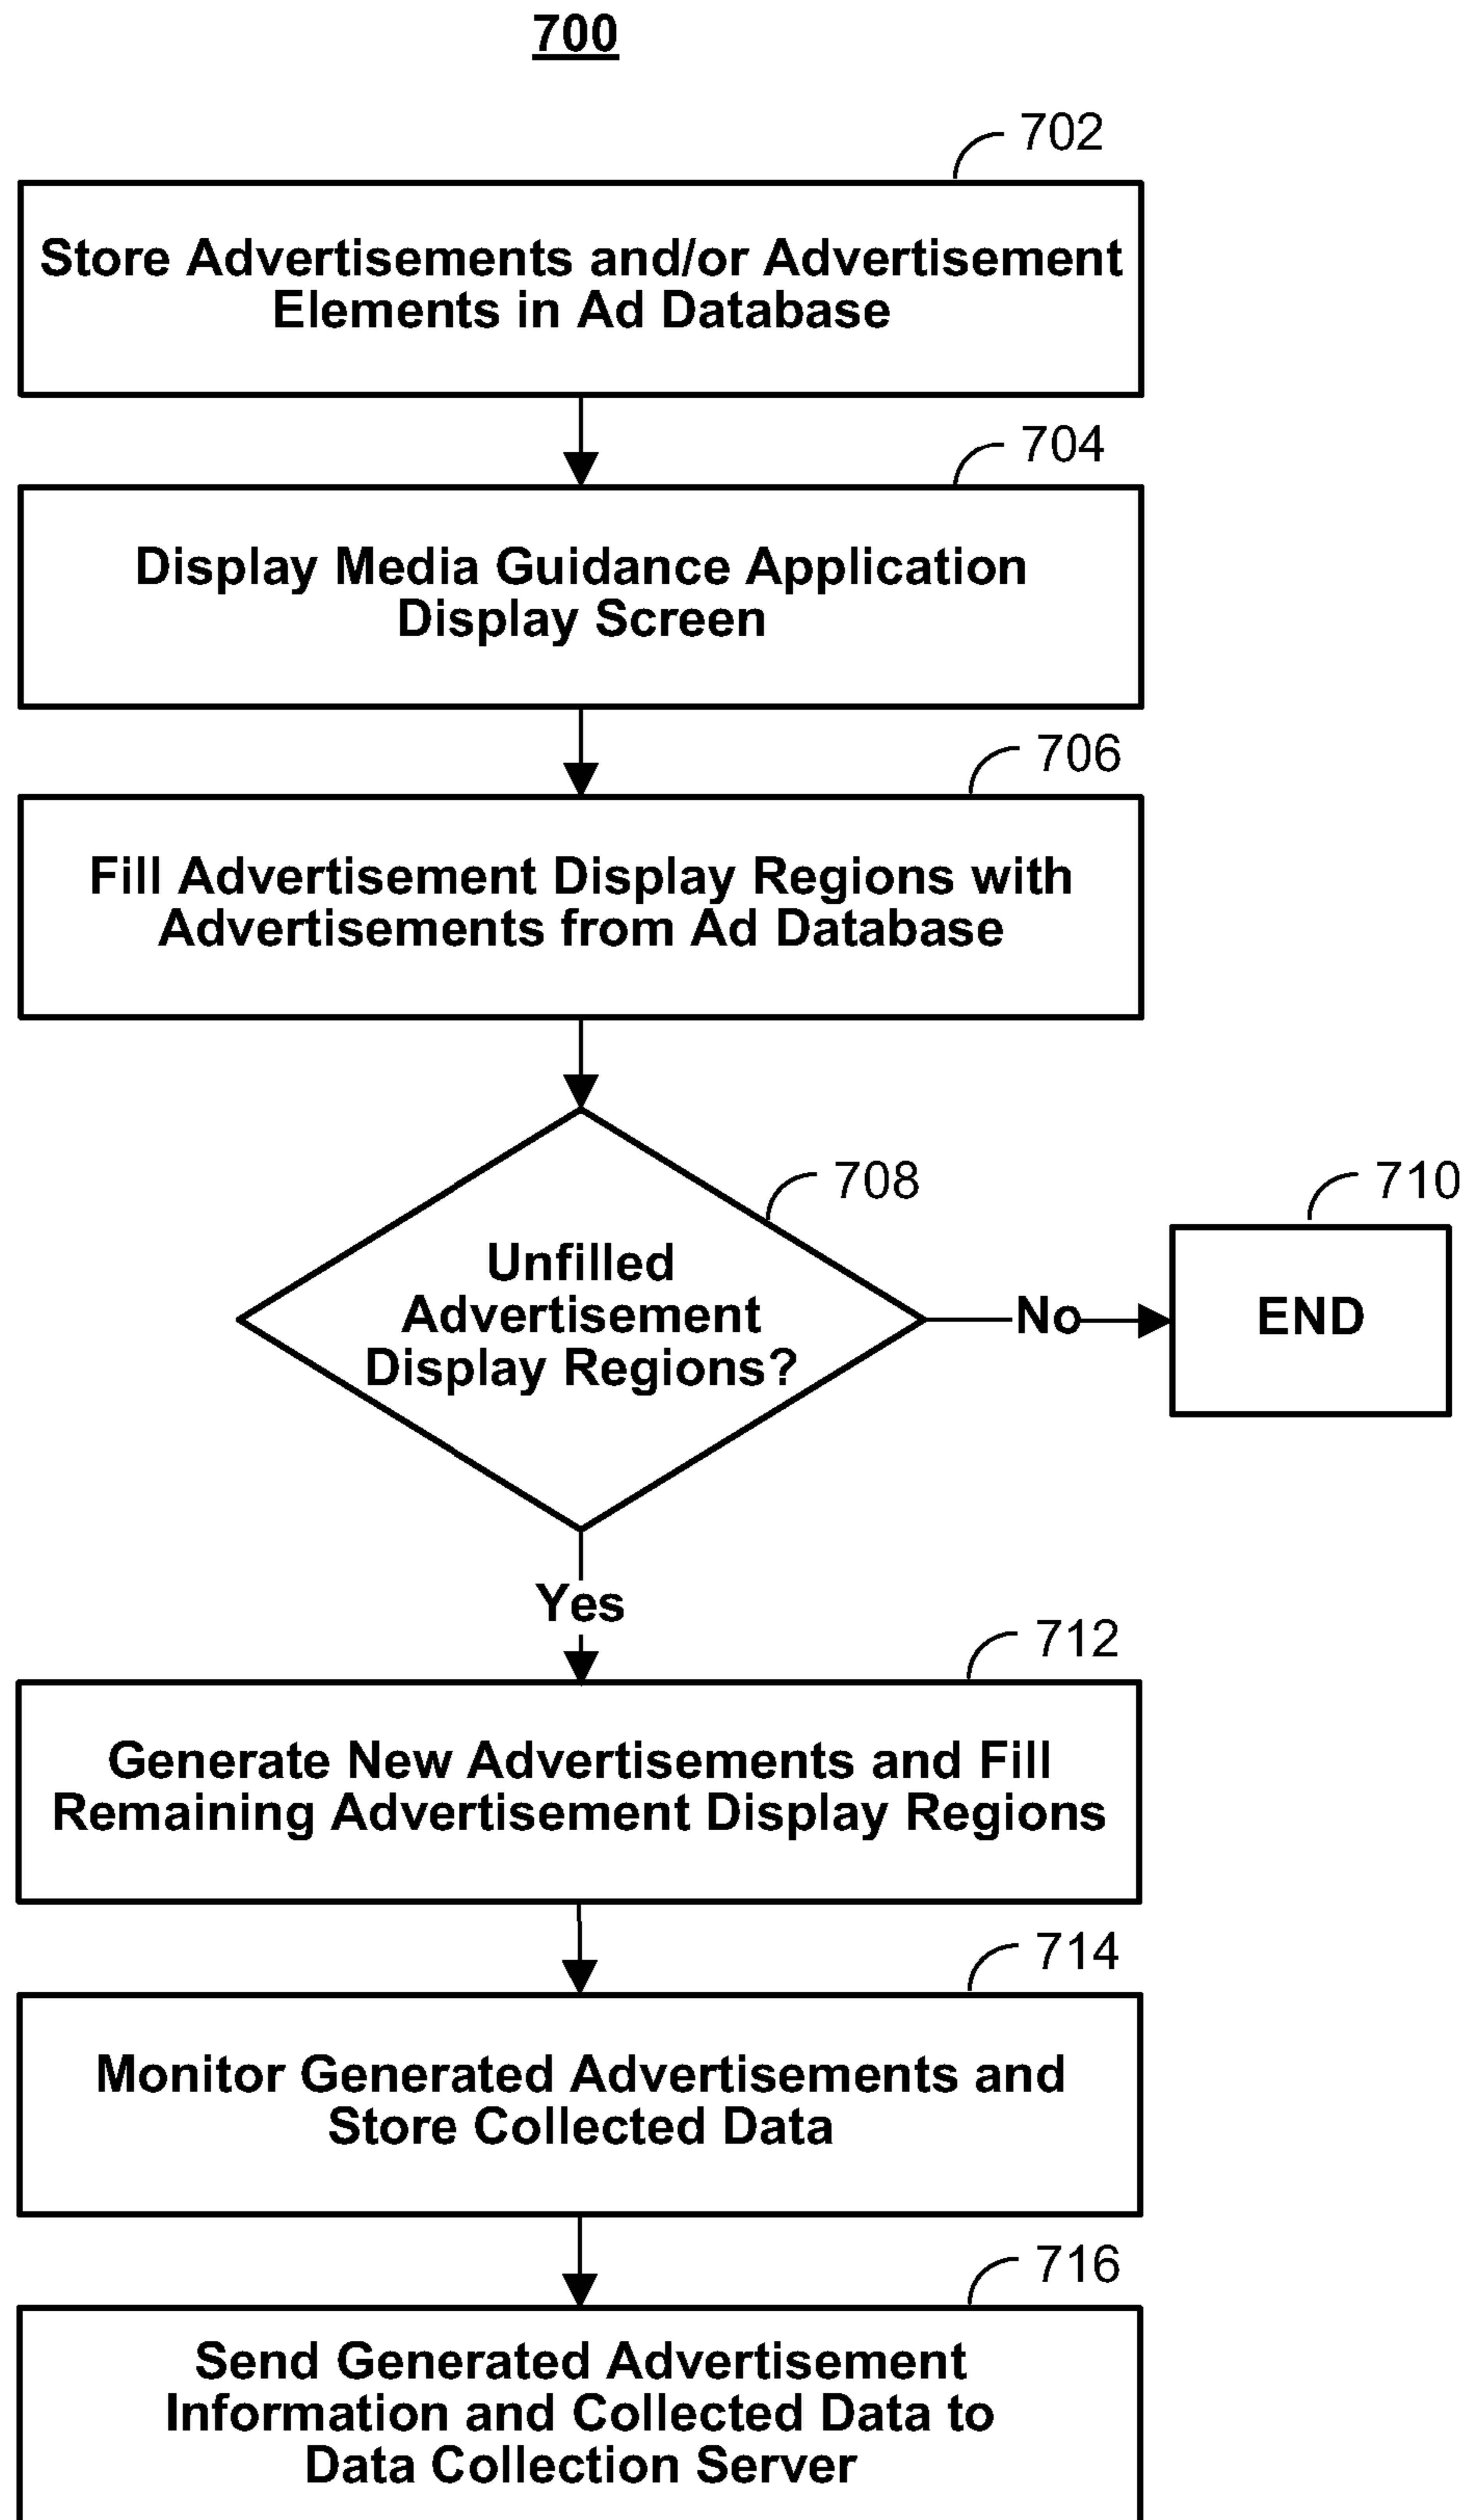 700
702
Store Advertisements and/or Advertisement
Elements in Ad Database
704
Display Media Guidance Application
Display Screen
706
Fill Advertisement Display Regions with
Advertisements from Ad Database
708
Unfilled
Advertisement
Display Regions?
No
710
END
Yes
712
Generate New Advertisements and Fill
Remaining Advertisement Display Regions
714
Monitor Generated Advertisements and
Store Collected Data
716
Send Generated Advertisement
Information and Collected Data to
Data Collection Server